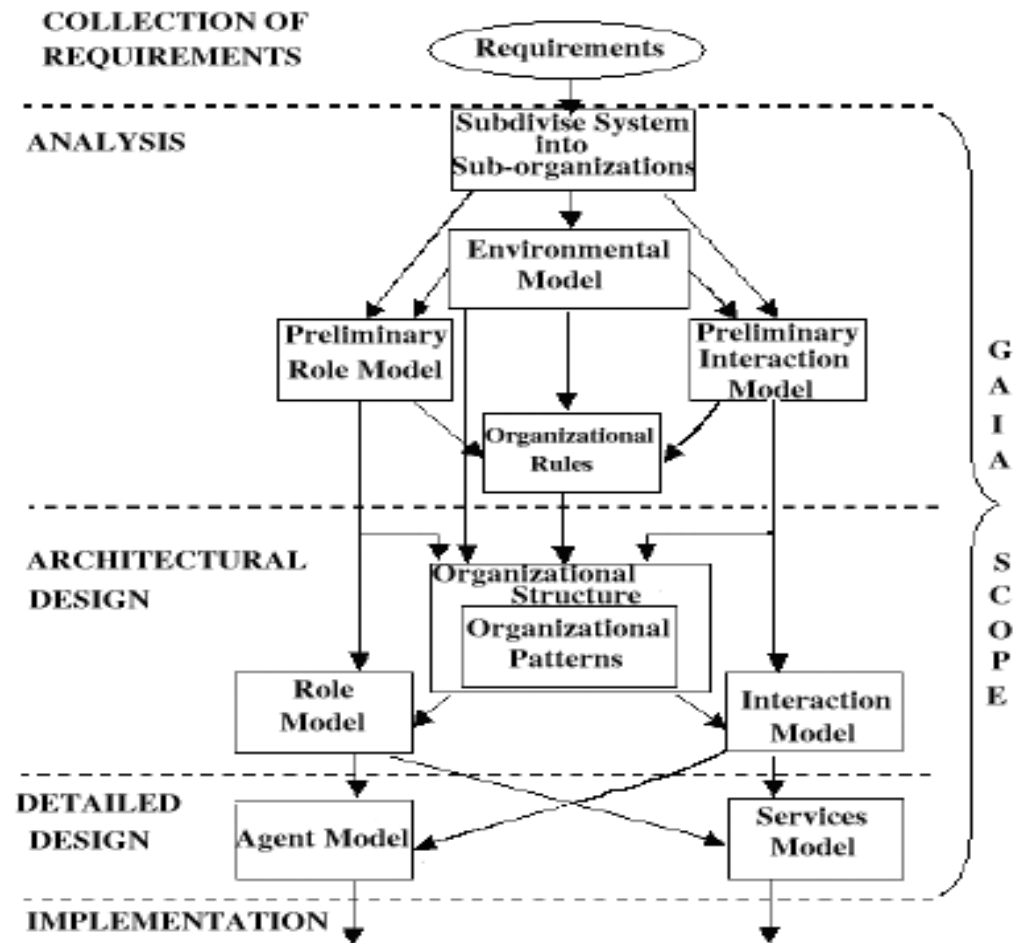 COLLECTION OF
REQUIREMENTS
Requirements
ANALYSIS
Subdivise System
into
Sub-organizations
Environmental
Model
Preliminary
Role Model
Preliminary
Interaction
Model
Organizational
Rules
ARCHITECTURAL
DESIGN
Organizational
Structure
Organizational
Patterns
Role
Model
Interaction
Model
DETAILED
DESIGN
Agent Model
Services
Model
IMPLEMENTATION
G
A
I
A
S
C
O
P
E